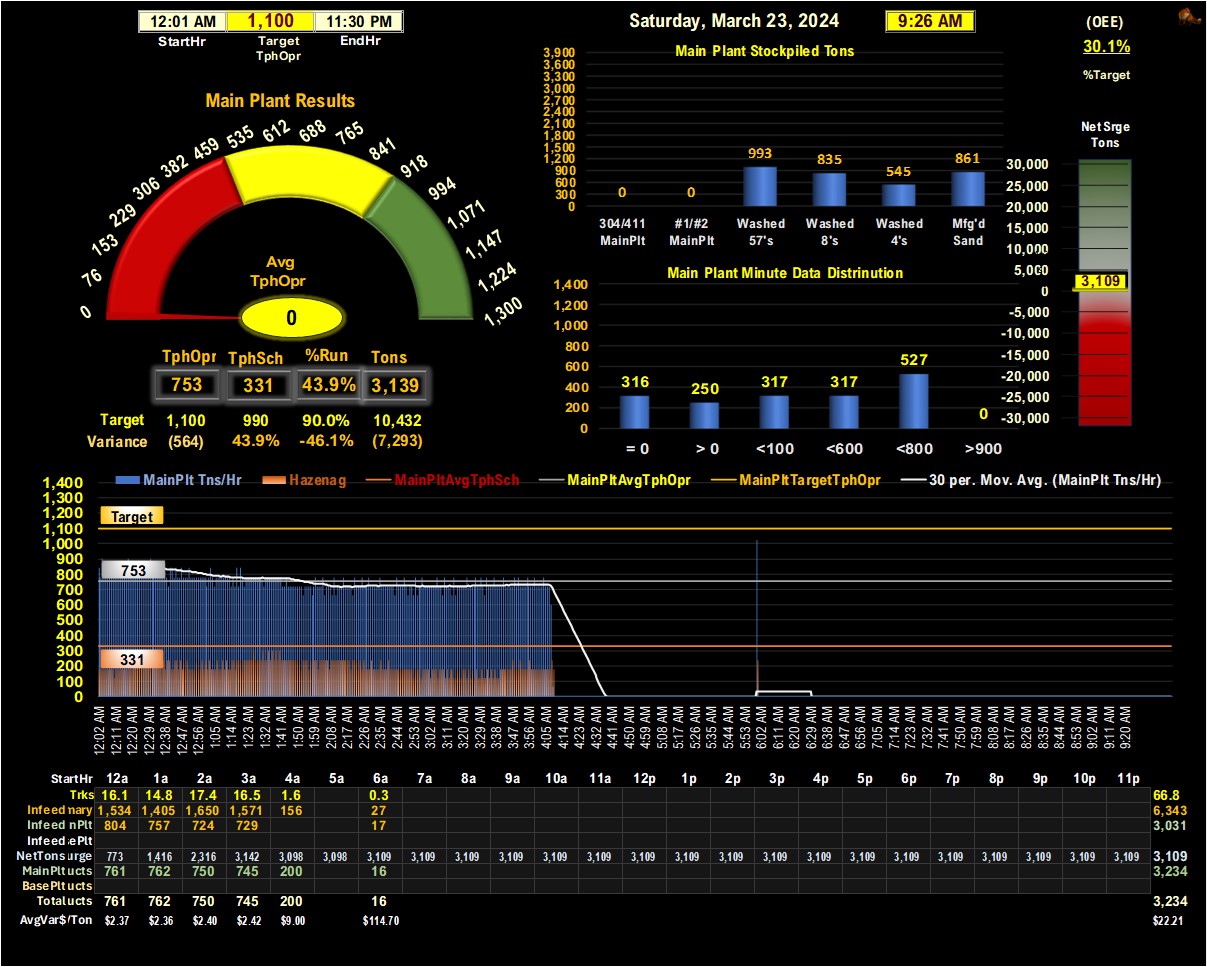 12:01 AM 1,100 11:30 PM
StartHr Target TphOpr EndHr
Saturday, March 23, 2024 9:26 AM
(OEE)
30.1%
%Target
Main Plant Results
0 76 153 229 306 382 459 535 612 688 765 841 918 994 1,071 1,147 1,224 1,300
Avg
TphOpr
0
TphOpr TphSch %Run Tons
753 331 43.9% 3,139
Target 1,100 990 90.0% 10,432
Variance (564) 43.9% -46.1% (7,293)
Main Plant Stockpiled Tons
3,900
3,600
3,300
3,000
2,700
2,400
2,100
1,800
1,500
1,200
900
600
300
0
0 0 993 835 545 861
304/411 #1/#2 Washed Washed Washed Mfg'd
MainPlt MainPlt 57's 8's 4's Sand
Main Plant Minute Data Distrinution
1,400
1,200
1,000
800
600
400
200
0
316 250 317 317 527 0
= 0 > 0 <100 <600 <800 >900
Net Srge
Tons
30,000
25,000
20,000
15,000
10,000
5,000
3,109
0
-5,000
-10,000
-15,000
-20,000
-25,000
-30,000
MainPlt Tns/Hr Hazenag MainPltAvgTphSch MainPltAvgTphOpr MainPltTargetTphOpr 30 per. Mov. Avg. (MainPlt Tns/Hr)
1,400
1,300
1,200
1,100
1,000
900
800
700
600
500
400
300
200
100
0
Target
753
331
12:02 AM 12:11 AM 12:20 AM 12:29 AM 12:38 AM 12:47 AM 12:56 AM 1:05 AM 1:14 AM 1:23 AM 1:32 AM 1:41 AM 1:50 AM 1:59 AM 2:08 AM 2:17 AM 2:26 AM 2:35 AM 2:44 AM 2:53 AM 3:02 AM 3:11 AM 3:20 AM 3:29 AM 3:38 AM 3:47 AM 3:56 AM 4:05 AM 4:14 AM 4:23 AM 4:32 AM 4:41 AM 4:50 AM 4:59 AM 5:08 AM 5:17 AM 5:26 AM 5:35 AM 5:44 AM 5:53 AM 6:02 AM 6:11 AM 6:20 AM 6:29 AM 6:38 AM 6:47 AM 6:56 AM 7:05 AM 7:14 AM 7:23 AM 7:32 AM 7:41 AM 7:50 AM 7:59 AM 8:08 AM 8:17 AM 8:26 AM 8:35 AM 8:44 AM 8:53 AM 9:02 AM 9:11 AM 9:20 AM
StartHr 12a 1a 2a 3a 4a 5a 6a 7a 8a 9a 10a 11a 12p 1p 2p 3p 4p 5p 6p 7p 8p 9p 10p 11p
Trks 16.1 14.8 17.4 16.5 1.6 0.3 66.8
Infeed nary 1,534 1,405 1,650 1,571 156 27 6,343
Infeed nPlt 804 757 724 729 17 3,031
Infeed ePlt
NetTons urge 773 1,416 2,316 3,142 3,098 3,098 3,109 3,109 3,109 3,109 3,109 3,109 3,109 3,109 3,109 3,109 3,109 3,109 3,109 3,109 3,109 3,109 3,109 3,109 3,109
MainPlt ucts 761 762 750 745 200 16 3,234
BasePlt ucts
Total ucts 761 762 750 745 200 16 3,234
AvgVar$/Ton $2.37 $2.36 $2.40 $2.42 $9.00 $114.70 $22.21